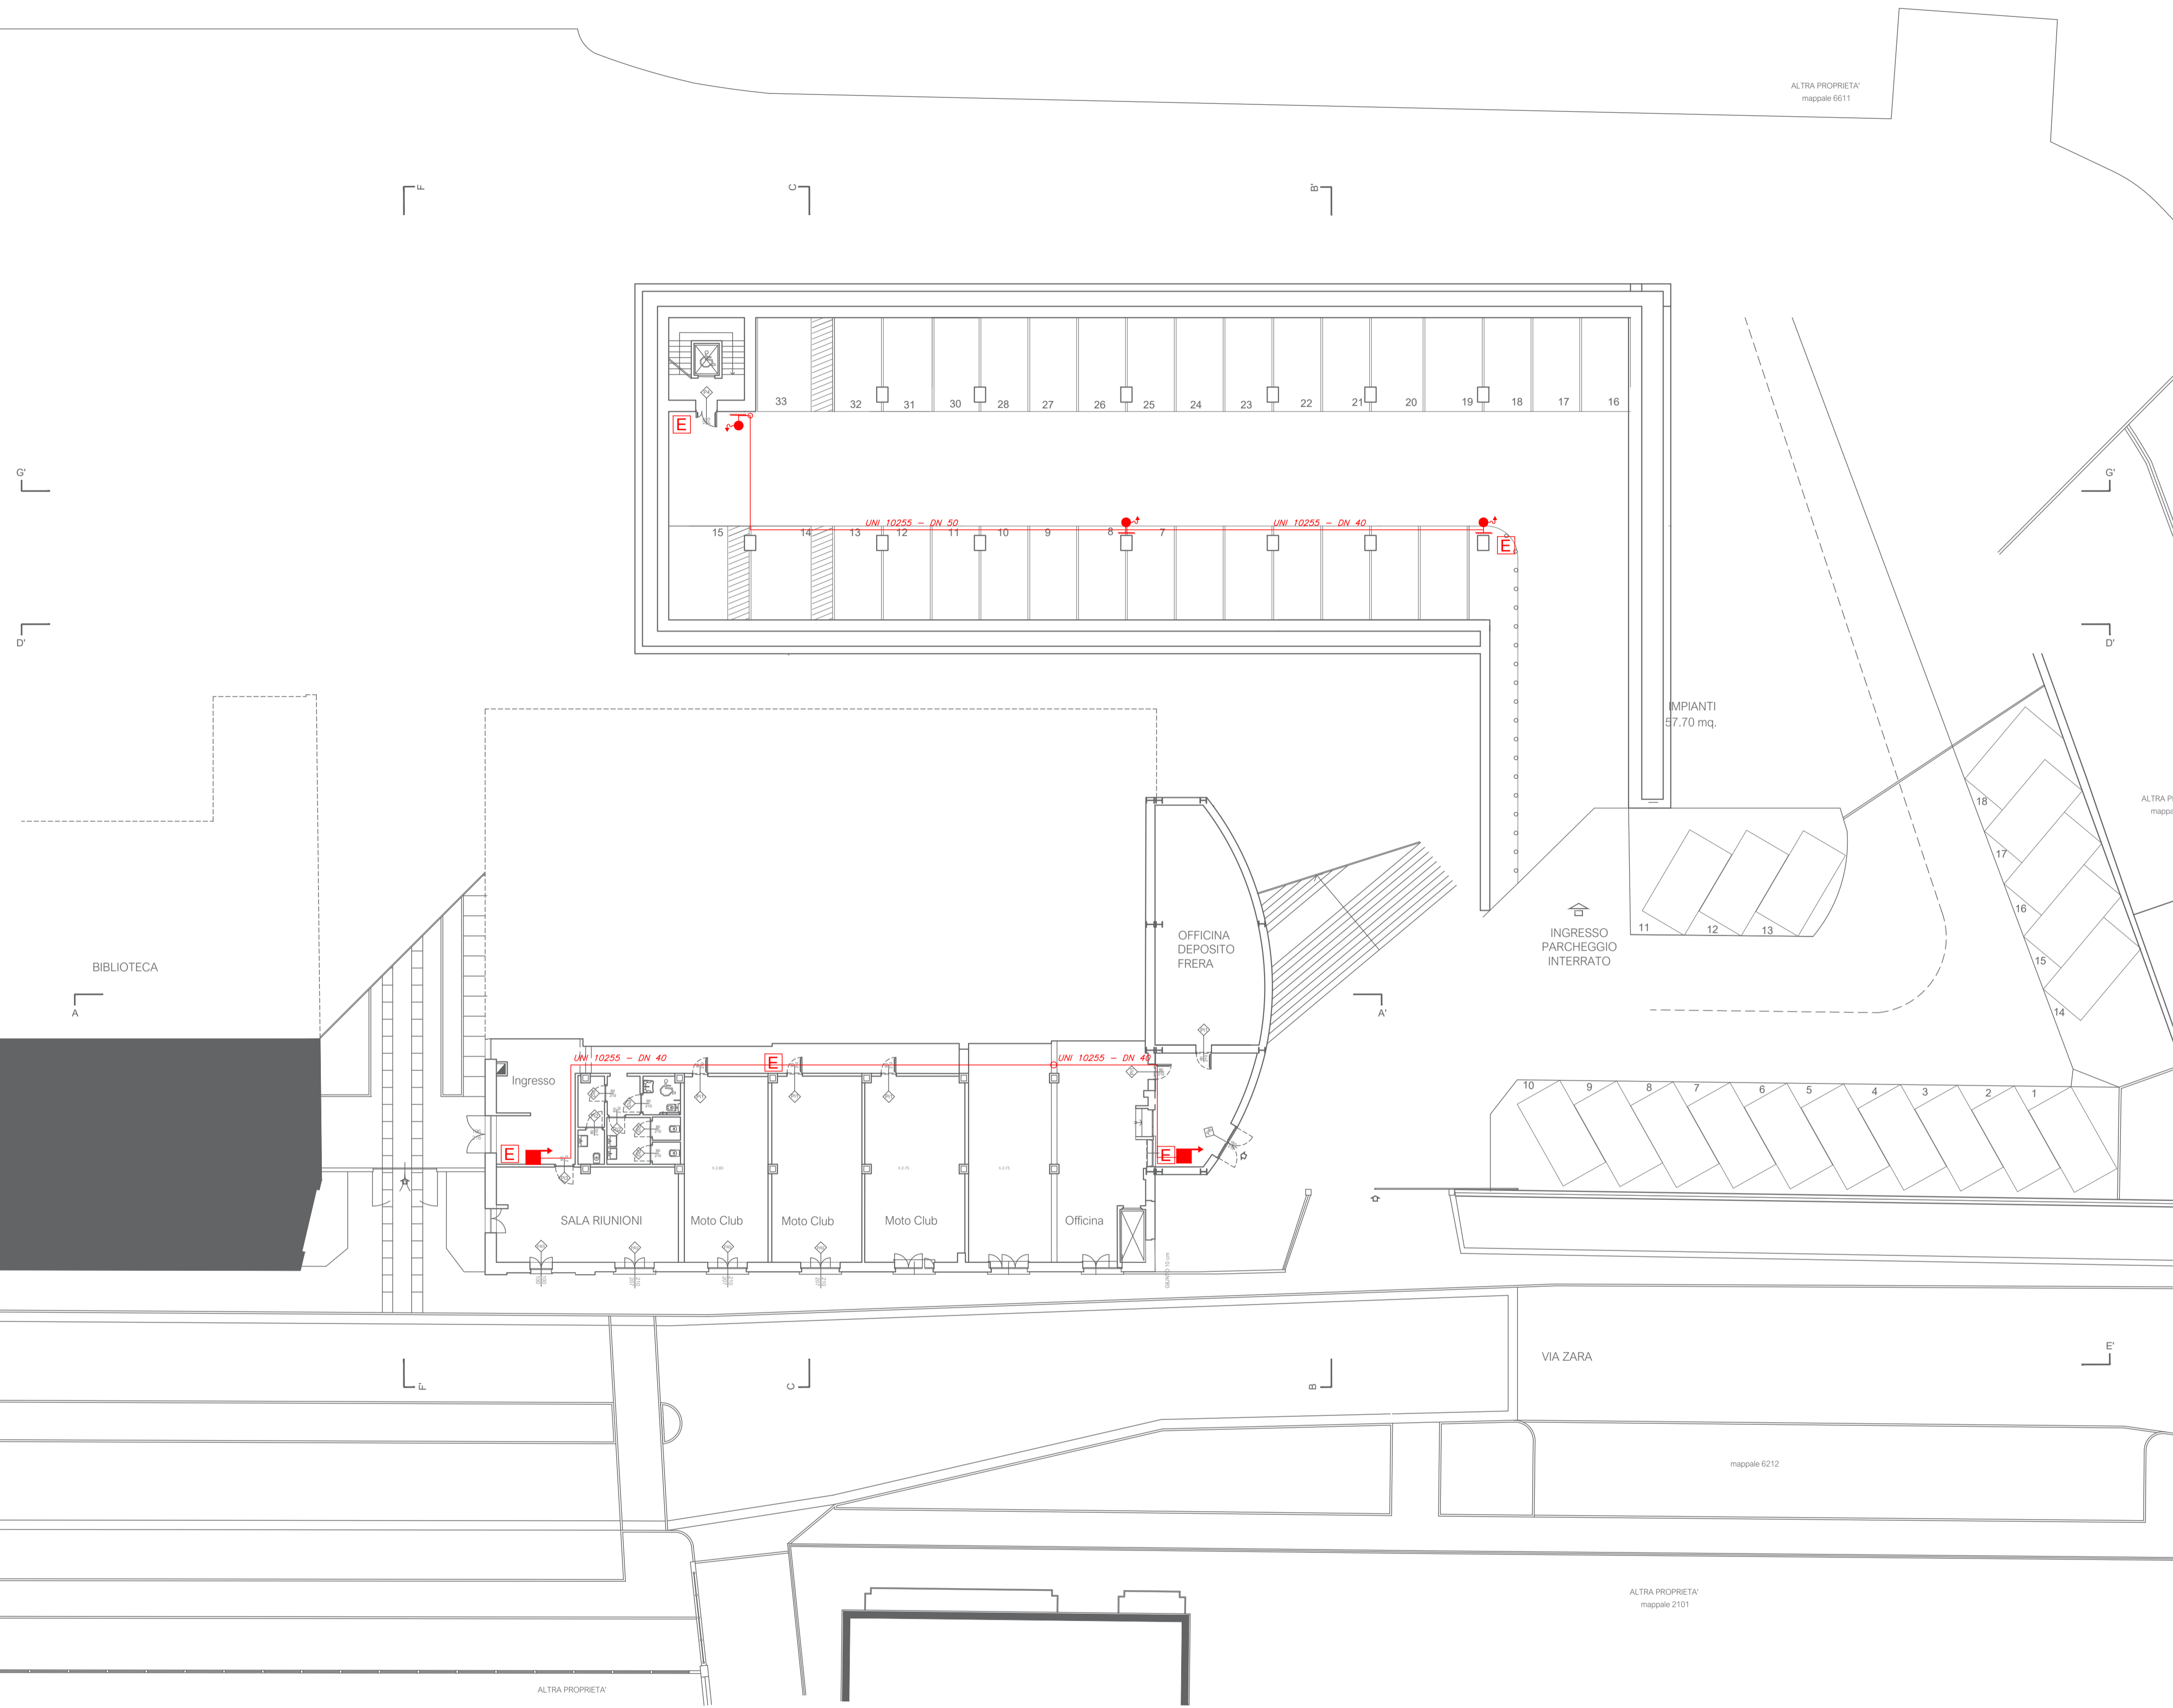 ALTRA PROPRIETA'
mappale 6611
F
C
B'
33
32
31
30
28
27
26
25
24
23
22
21
20
19
18
17
16
E
G'
G'
UNI 10255 – DN 50
UNI 10255 – DN 40
15
14
13
12
11
10
9
8
7
E
D'
D'
IMPIANTI
57.70 mq.
18
17
16
15
14
11
12
13
OFFICINA
DEPOSITO
FRERA
INGRESSO
PARCHEGGIO
INTERRATO
BIBLIOTECA
A
A'
UNI 10255 – DN 40
E
UNI 10255 – DN 40
Ingresso
10
9
8
7
6
5
4
3
2
1
E
E
SALA RIUNIONI
Moto Club
Moto Club
Moto Club
Officina
GIUNTO 10 cm
VIA ZARA
E'
F'
C
B
mappale 6212
ALTRA PROPRIETA'
mappale 2101
ALTRA PROPRIETA'